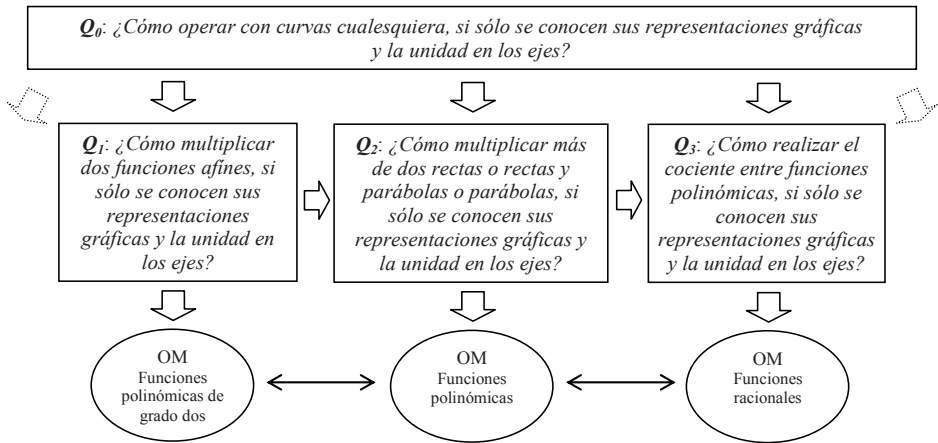 Q0: ¿Cómo operar con curvas cualesquiera, si sólo se conocen sus representaciones gráficas
y la unidad en los ejes?
Q1: ¿Cómo multiplicar
dos funciones afínes, si
sólo se conocen sus
representaciones
gráficas y la unidad en
los ejes?
Q2: ¿Cómo multiplicar más
de dos rectas o rectas y
parábolas o parábolas, si
sólo se conocen sus
representaciones gráficas y
la unidad en los ejes?
Q3: ¿Cómo realizar el
cociente entre funciones
polinómicas, si sólo se
conocen sus
representaciones gráficas
y la unidad en los ejes?
OM
Funciones
polinómicas de
grado dos
OM
Funciones
polinómicas
OM
Funciones
racionales